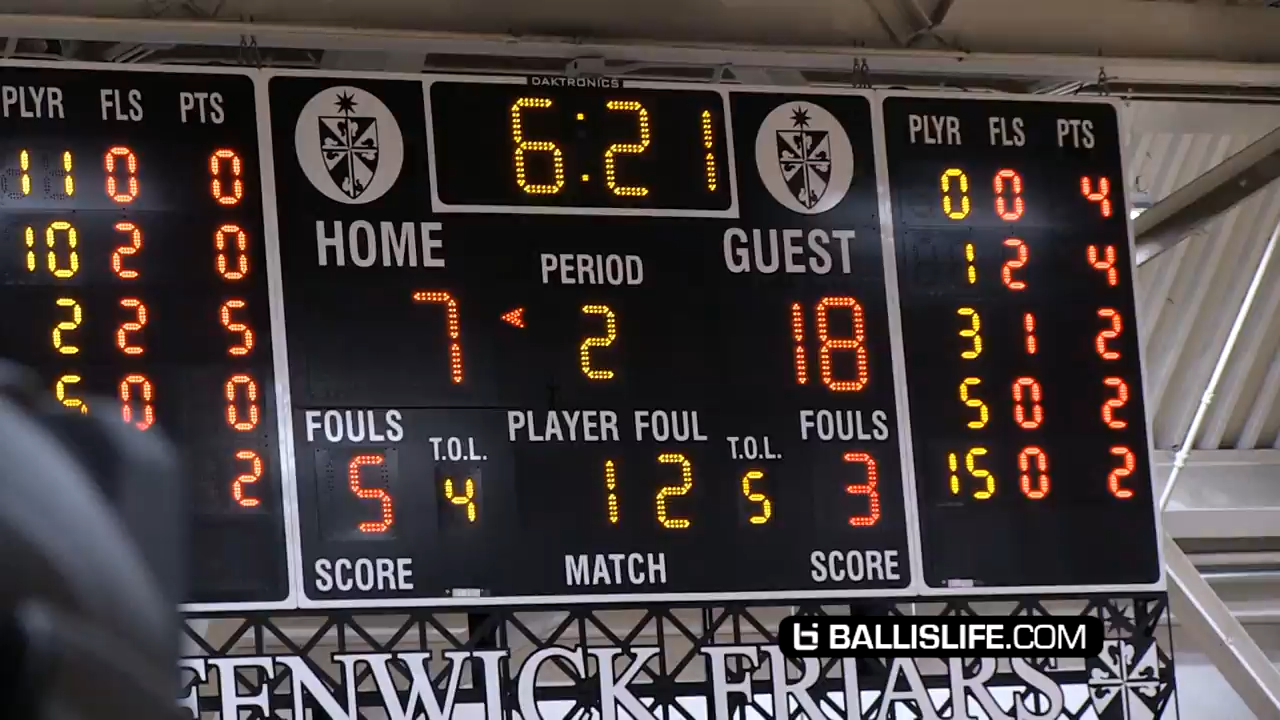 DAKTRONICS
6:21
PLYR FLS PTS
11 0 0
10 2 0
2 2 5
5 0 0
2
HOME
7
PERIOD
2
GUEST
18
FOULS
5
T.O.L.
4
PLAYER FOUL
1 2
T.O.L.
5
FOULS
3
SCORE
MATCH
SCORE
PLYR FLS PTS
0 0 4
1 2 4
3 1 2
5 0 2
15 0 2
BALLISLIFE.COM
FENWICK FRIARS